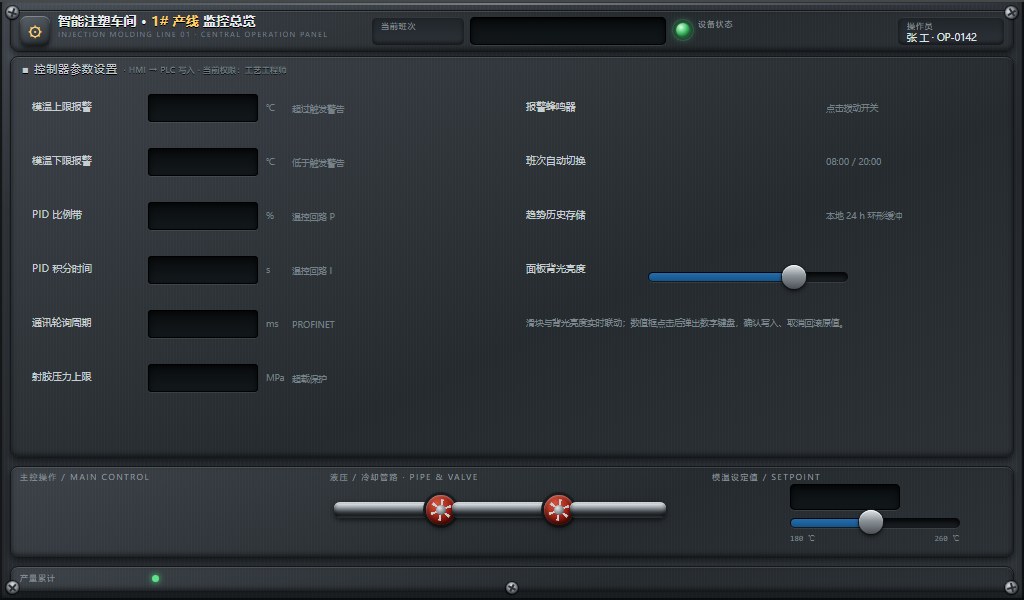 智能注塑车间 • 1# 产线 监控总览
INJECTION MOLDING LINE 01 · CENTRAL OPERATION PANEL
当前班次
设备状态
操作员
张工 · OP-0142
■ 控制器参数设置 · HMI → PLC 写入 · 当前权限：工艺工程师
模温上限报警 ℃ 超过触发警告
模温下限报警 ℃ 低于触发警告
PID 比例带 % 温控回路 P
PID 积分时间 s 温控回路 I
通讯轮询周期 ms PROFINET
射胶压力上限 MPa 超载保护
报警蜂鸣器 点击拨动开关
班次自动切换 08:00 / 20:00
趋势历史存储 本地 24 h 环形缓冲
面板背光亮度
滑块与背光亮度实时联动；数值框点击后弹出数字键盘，确认写入、取消回滚原值。
主控操作 / MAIN CONTROL
液压 / 冷却管路 · PIPE & VALVE
模温设定值 / SETPOINT
180 ℃
260 ℃
产量累计